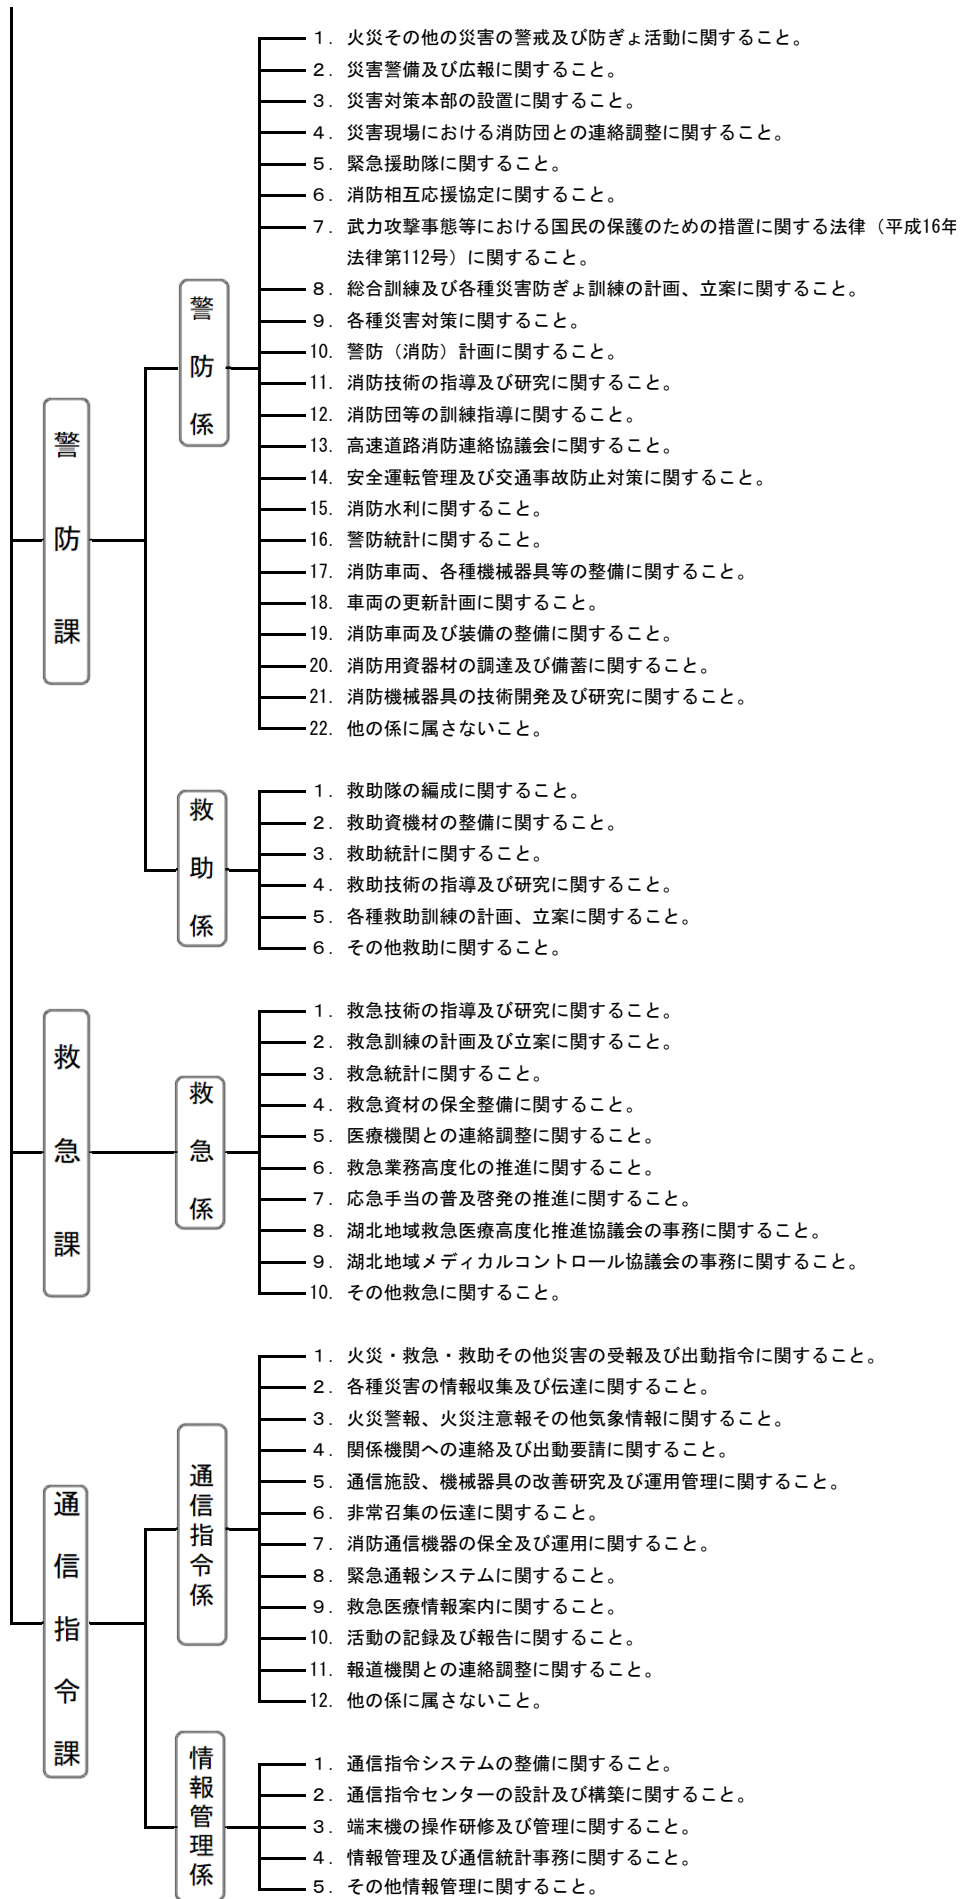 警防課
警防係
1. 火災その他の災害の警戒及び防ぎょ活動に関すること。
2. 災害警備及び広報に関すること。
3. 災害対策本部の設置に関すること。
4. 災害現場における消防団との連絡調整に関すること。
5. 緊急援助隊に関すること。
6. 消防相互応援協定に関すること。
7. 武力攻撃事態等における国民の保護のための措置に関する法律（平成16年
法律第112号）に関すること。
8. 総合訓練及び各種災害防ぎょ訓練の計画、立案に関すること。
9. 各種災害対策に関すること。
10. 警防（消防）計画に関すること。
11. 消防技術の指導及び研究に関すること。
12. 消防団等の訓練指導に関すること。
13. 高速道路消防連絡協議会に関すること。
14. 安全運転管理及び交通事故防止対策に関すること。
15. 消防水利に関すること。
16. 警防統計に関すること。
17. 消防車両、各種機械器具等の整備に関すること。
18. 車両の更新計画に関すること。
19. 消防車両及び装備の整備に関すること。
20. 消防用資器材の調達及び備蓄に関すること。
21. 消防機械器具の技術開発及び研究に関すること。
22. 他の係に属さないこと。
救助係
1. 救助隊の編成に関すること。
2. 救助資機材の整備に関すること。
3. 救助統計に関すること。
4. 救助技術の指導及び研究に関すること。
5. 各種救助訓練の計画、立案に関すること。
6. その他救助に関すること。
救急課
救急係
1. 救急技術の指導及び研究に関すること。
2. 救急訓練の計画及び立案に関すること。
3. 救急統計に関すること。
4. 救急資材の保全整備に関すること。
5. 医療機関との連絡調整に関すること。
6. 救急業務高度化の推進に関すること。
7. 応急手当の普及啓発の推進に関すること。
8. 湖北地域救急医療高度化推進協議会の事務に関すること。
9. 湖北地域メディカルコントロール協議会の事務に関すること。
10. その他救急に関すること。
通信指令課
通信指令係
1. 火災・救急・救助その他災害の受報及び出動指令に関すること。
2. 各種災害の情報収集及び伝達に関すること。
3. 火災警報、火災注意報その他気象情報に関すること。
4. 関係機関への連絡及び出動要請に関すること。
5. 通信施設、機械器具の改善研究及び運用管理に関すること。
6. 非常召集の伝達に関すること。
7. 消防通信機器の保全及び運用に関すること。
8. 緊急通報システムに関すること。
9. 救急医療情報案内に関すること。
10. 活動の記録及び報告に関すること。
11. 報道機関との連絡調整に関すること。
12. 他の係に属さないこと。
情報管理係
1. 通信指令システムの整備に関すること。
2. 通信指令センターの設計及び構築に関すること。
3. 端末機の操作研修及び管理に関すること。
4. 情報管理及び通信統計事務に関すること。
5. その他情報管理に関すること。